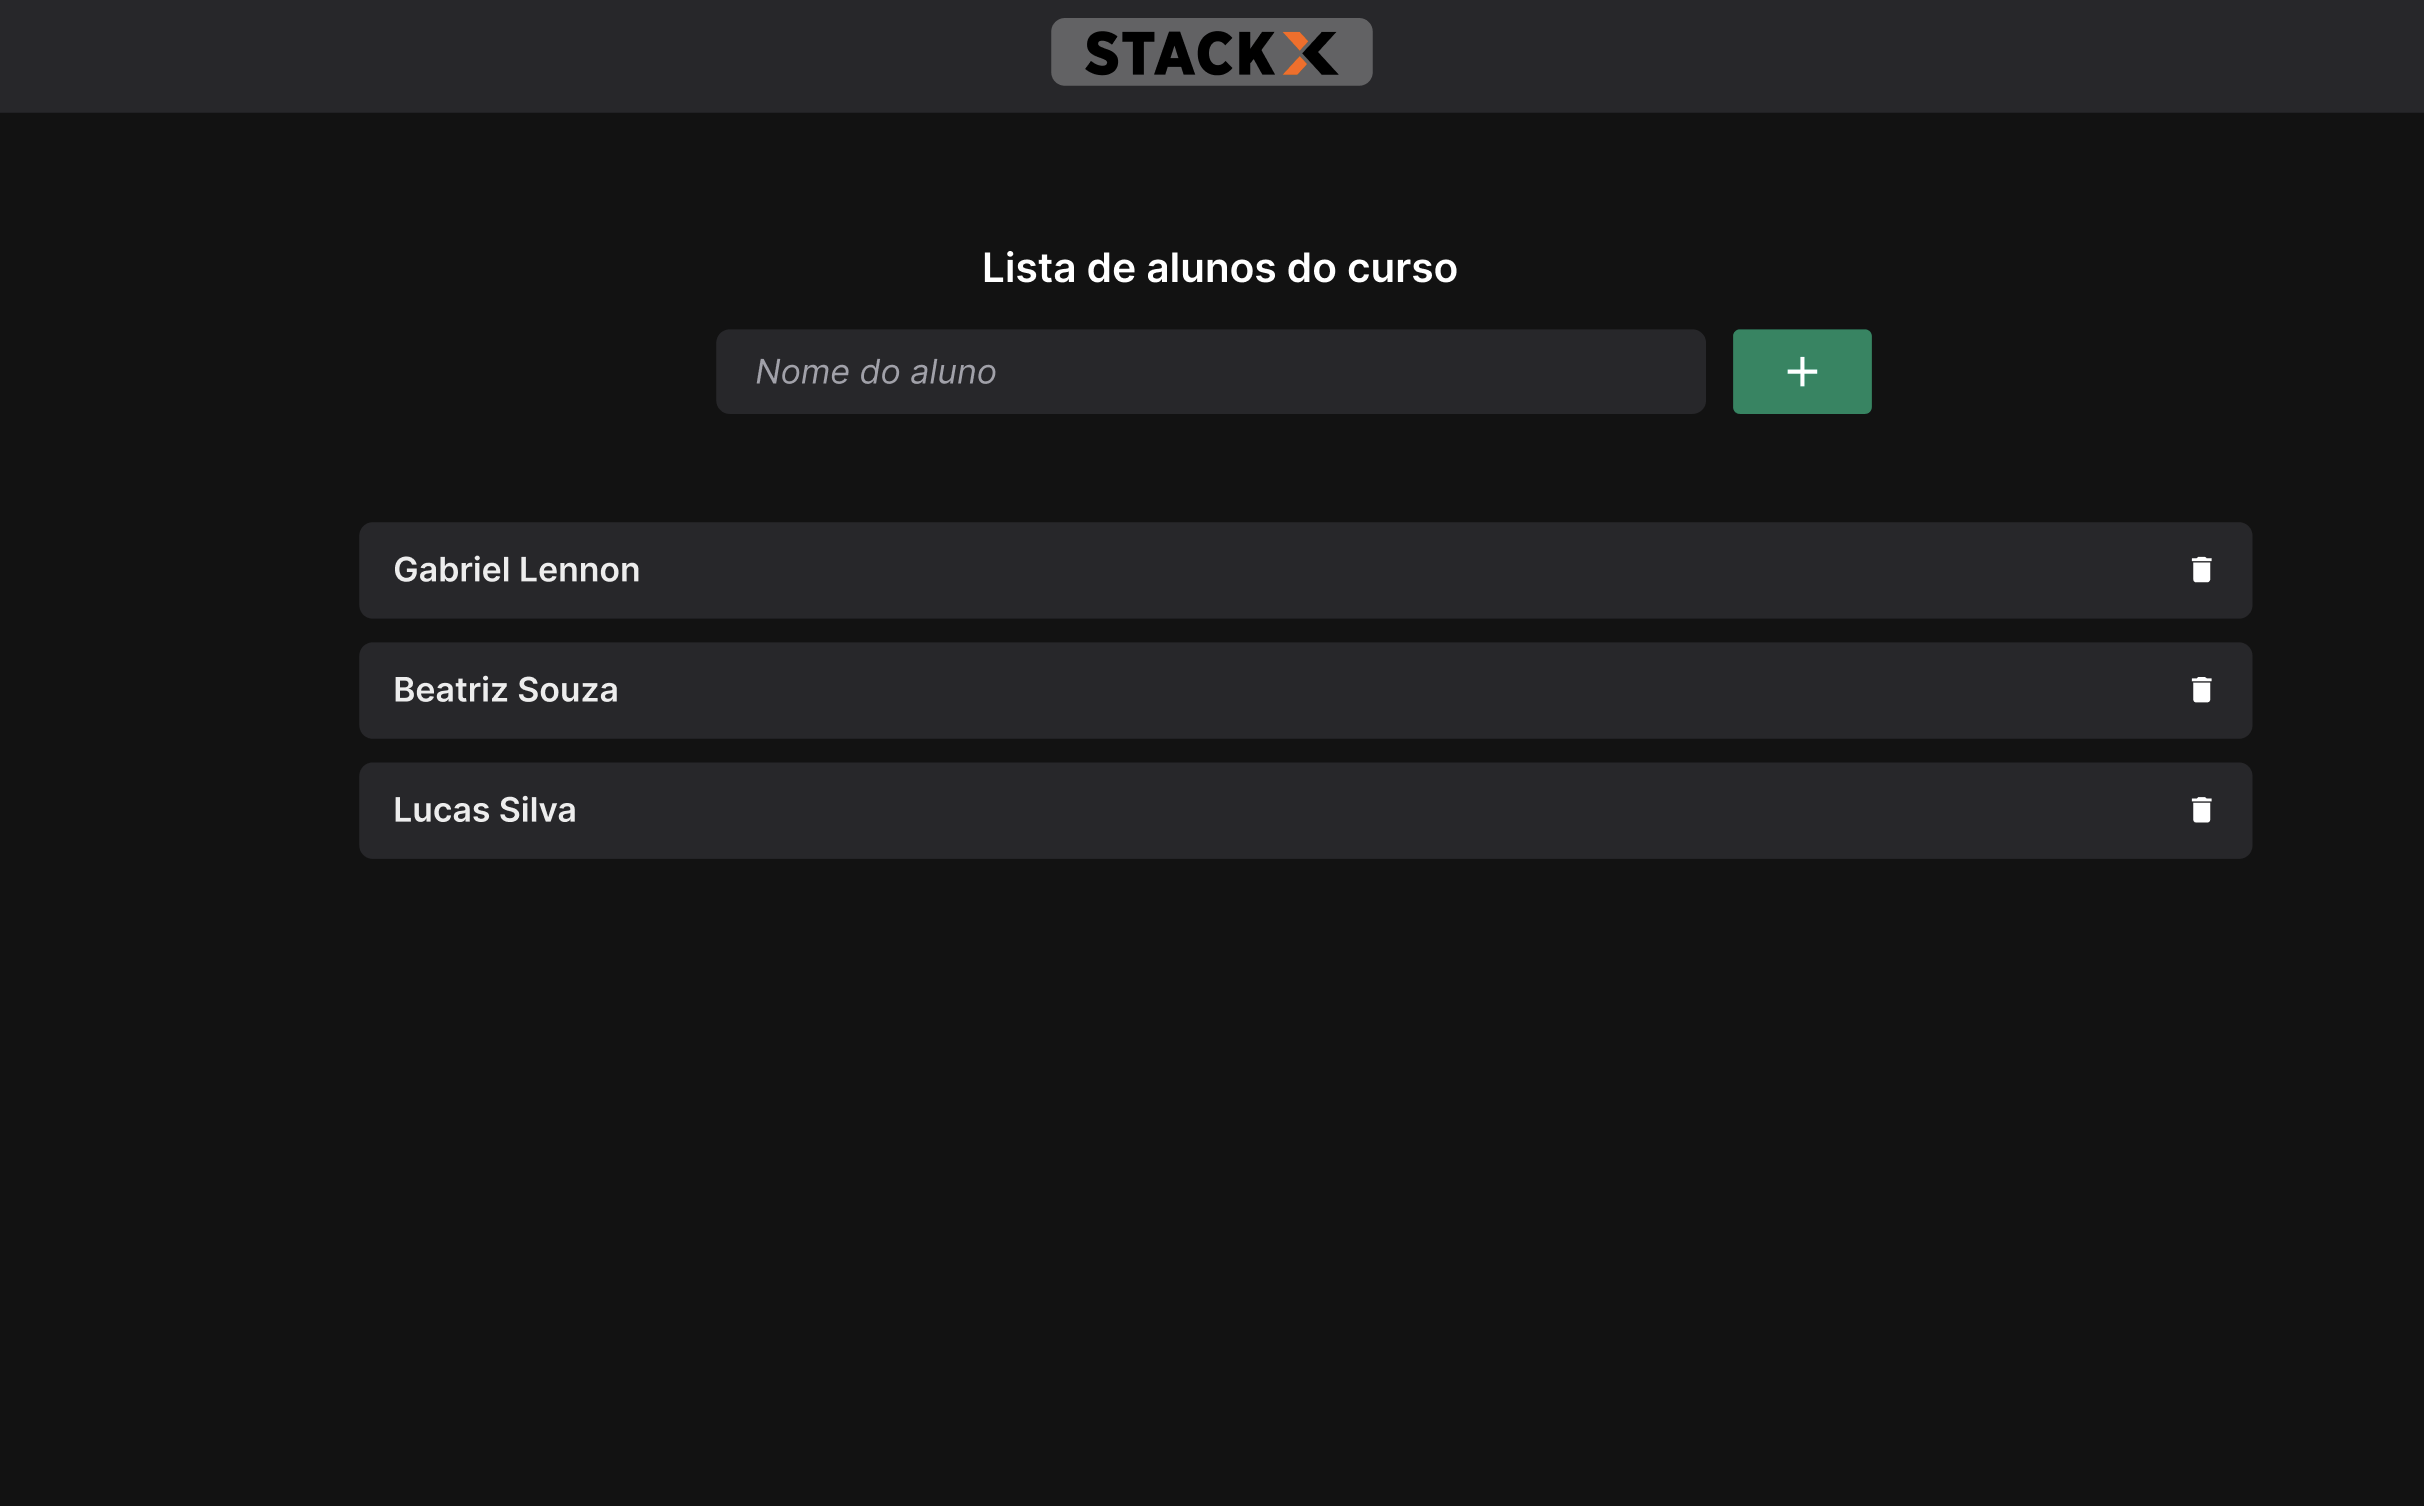 STACKX
Lista de alunos do curso
Nome do aluno
Gabriel Lennon
Beatriz Souza
Lucas Silva